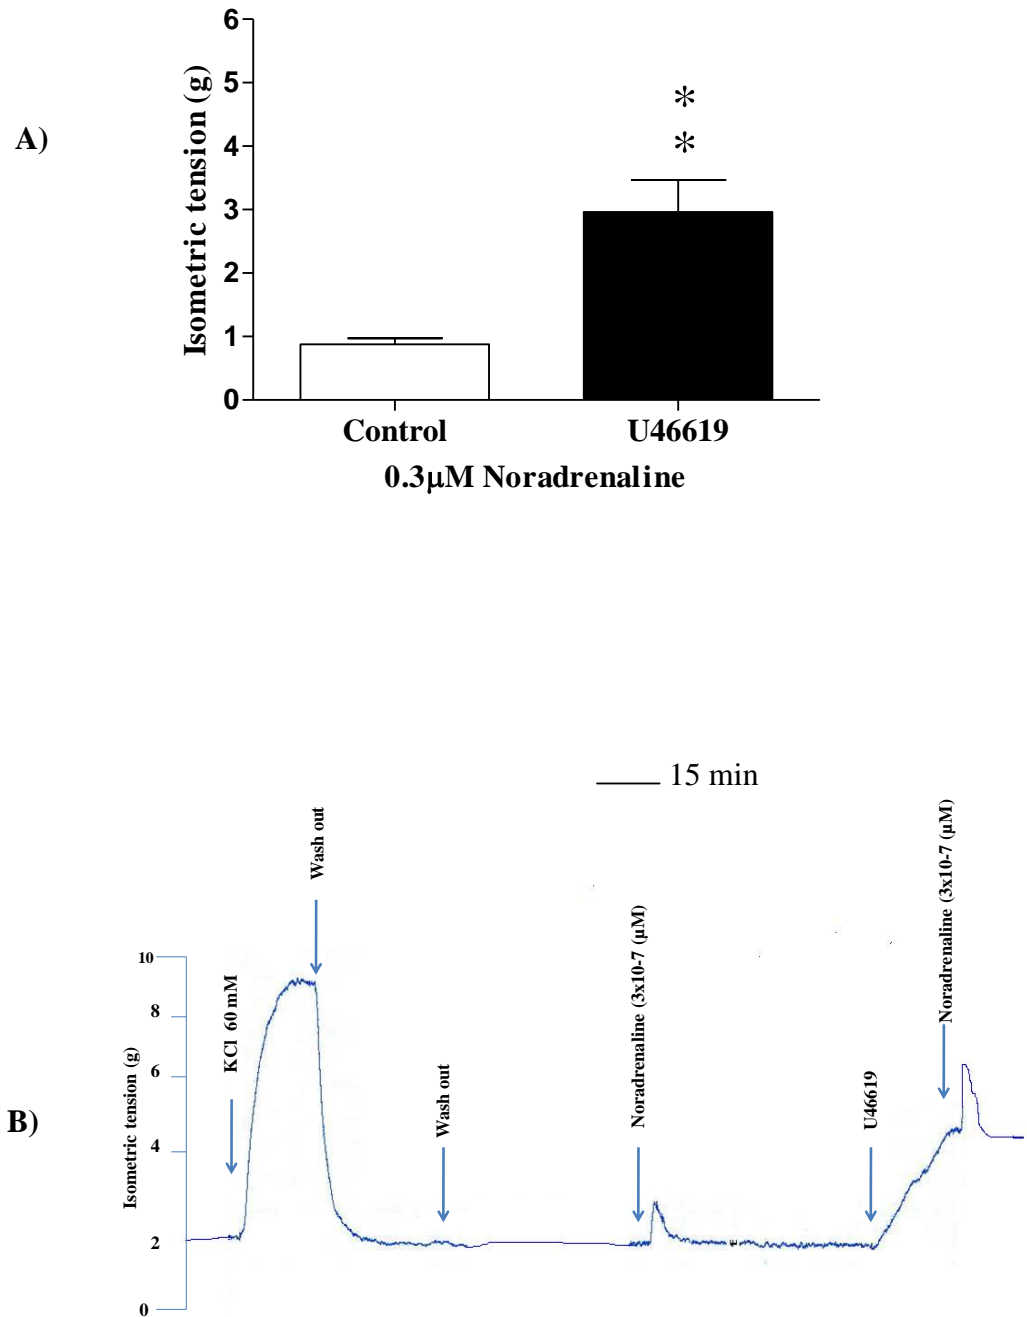 A)
Isometric tension (g)
6
5
4
3
2
1
0
*
*
Control
U46619
0.3μM Noradrenaline
15 min
B)
Isometric tension (g)
10
8
6
4
2
0
KCl 60 mM
Wash out
Wash out
Noradrenaline (3x10-7 (μM)
U46619
Noradrenaline (3x10-7 (μM)